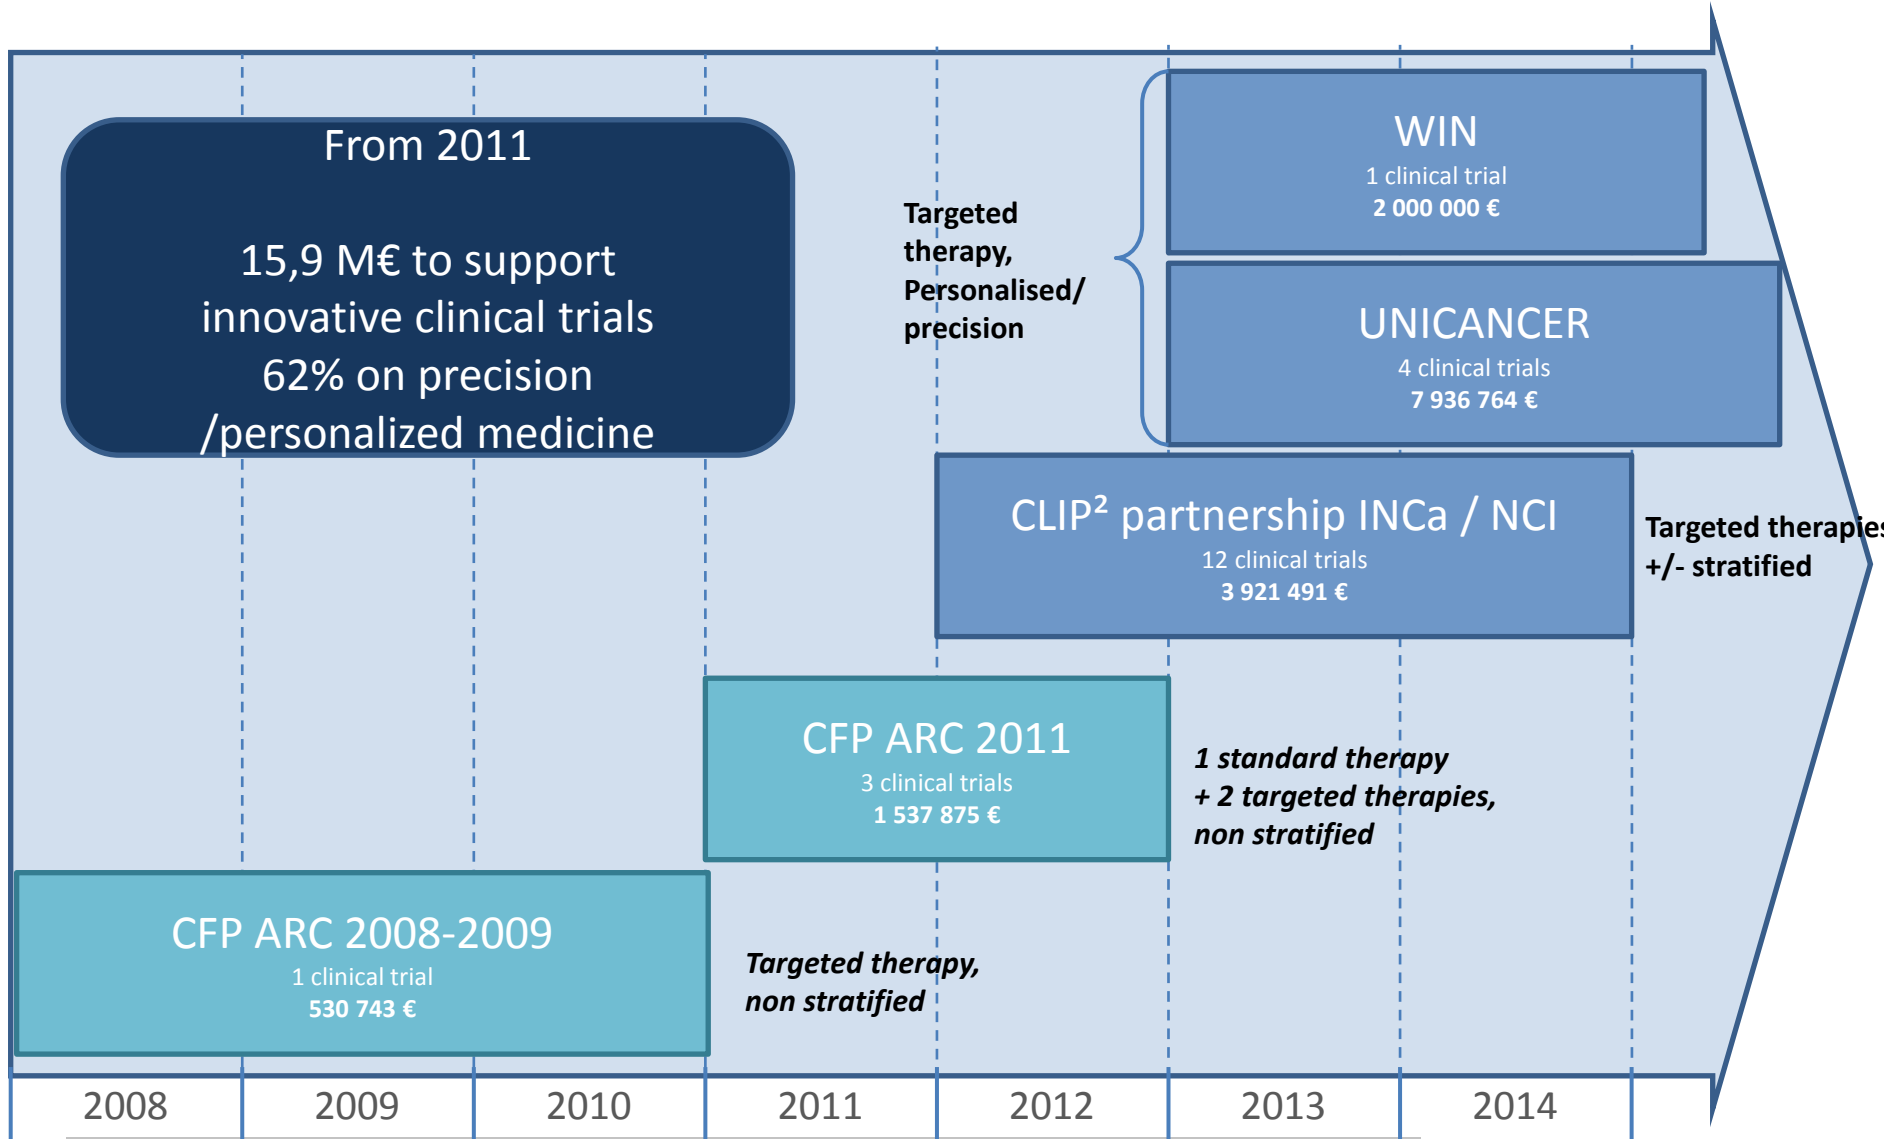 From 2011
15,9 M€ to support
innovative clinical trials
62% on precision
/personalized medicine
Targeted
therapy,
Personalised/
precision
WIN
1 clinical trial
2 000 000 €
UNICANCER
4 clinical trials
7 936 764 €
CLIP² partnership INCa / NCI
12 clinical trials
3 921 491 €
Targeted therapies
+/- stratified
CFP ARC 2011
3 clinical trials
1 537 875 €
1 standard therapy
+ 2 targeted therapies,
non stratified
CFP ARC 2008-2009
1 clinical trial
530 743 €
Targeted therapy,
non stratified
2008 2009 2010 2011 2012 2013 2014